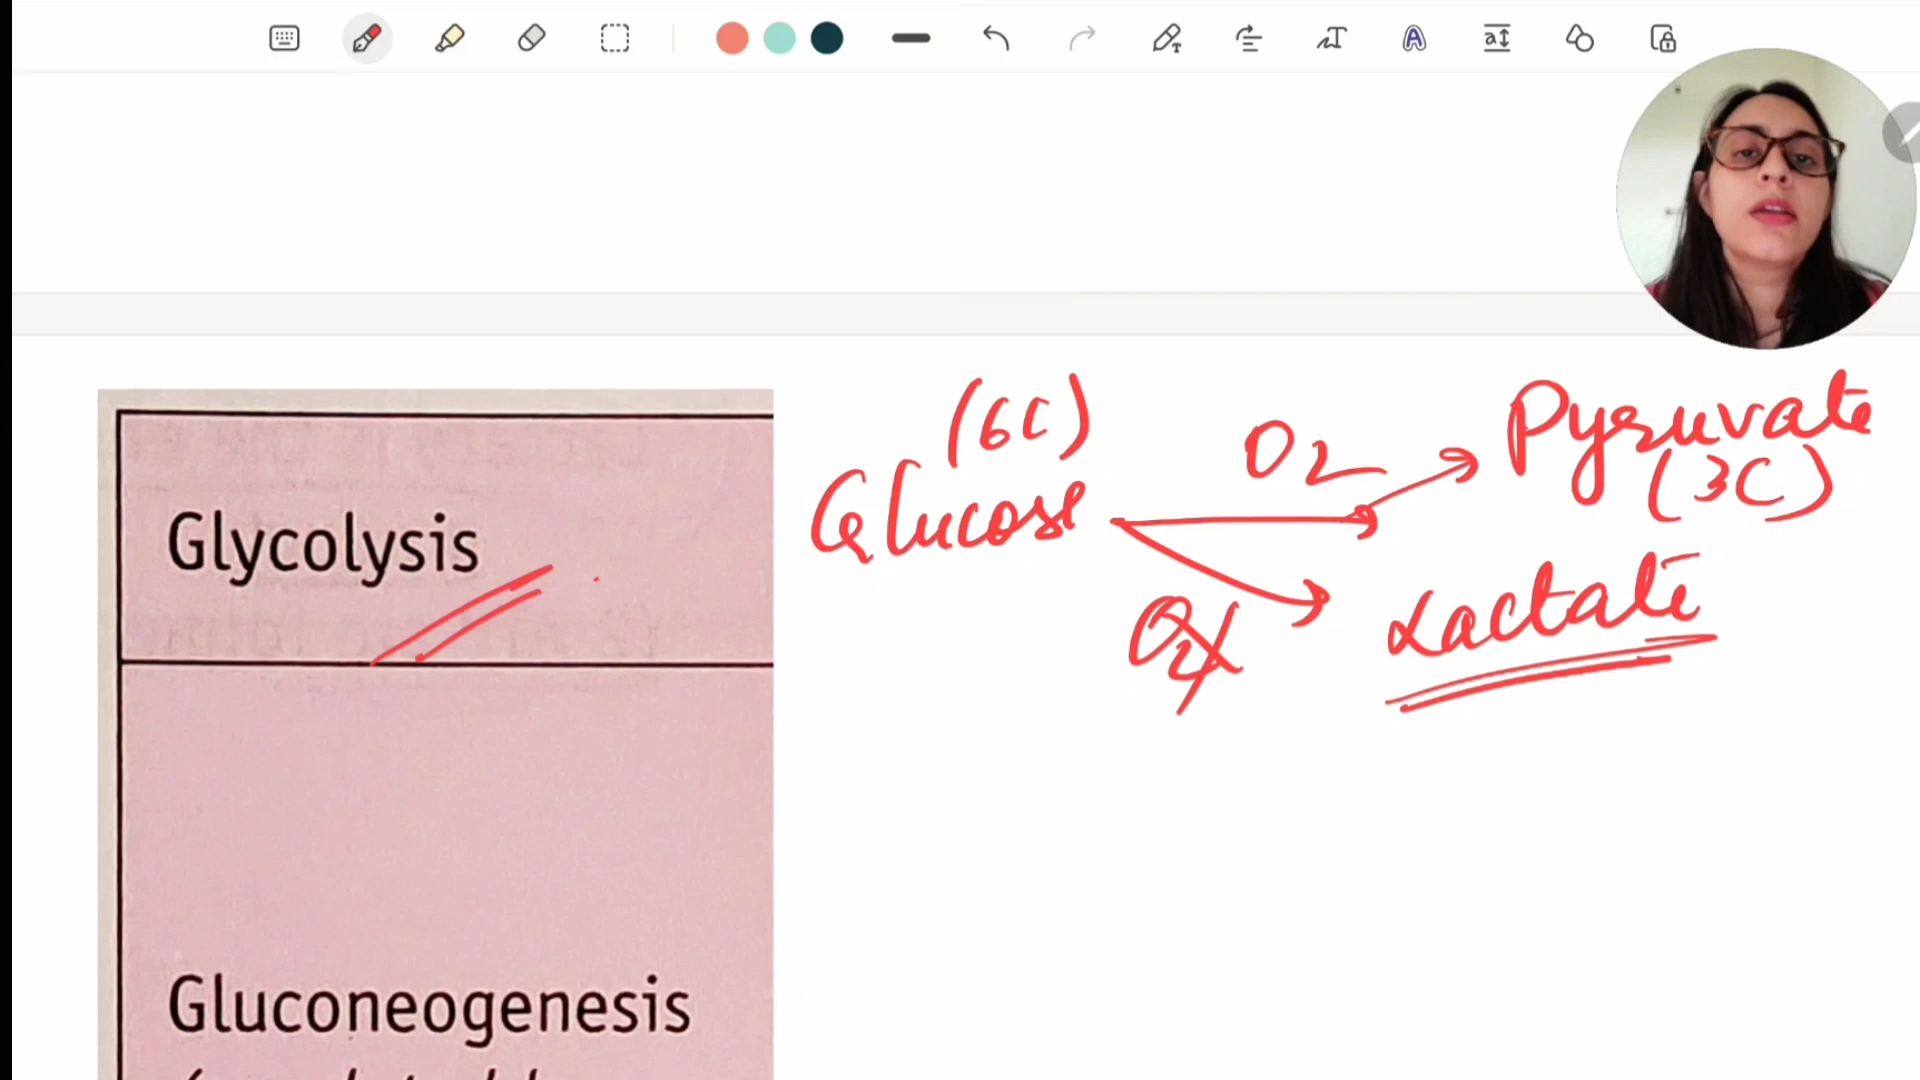 Glycolysis
Gluconeogenesis
(6C)
Glucose
O2
Pyruvate
(3C)
O2
Lactate